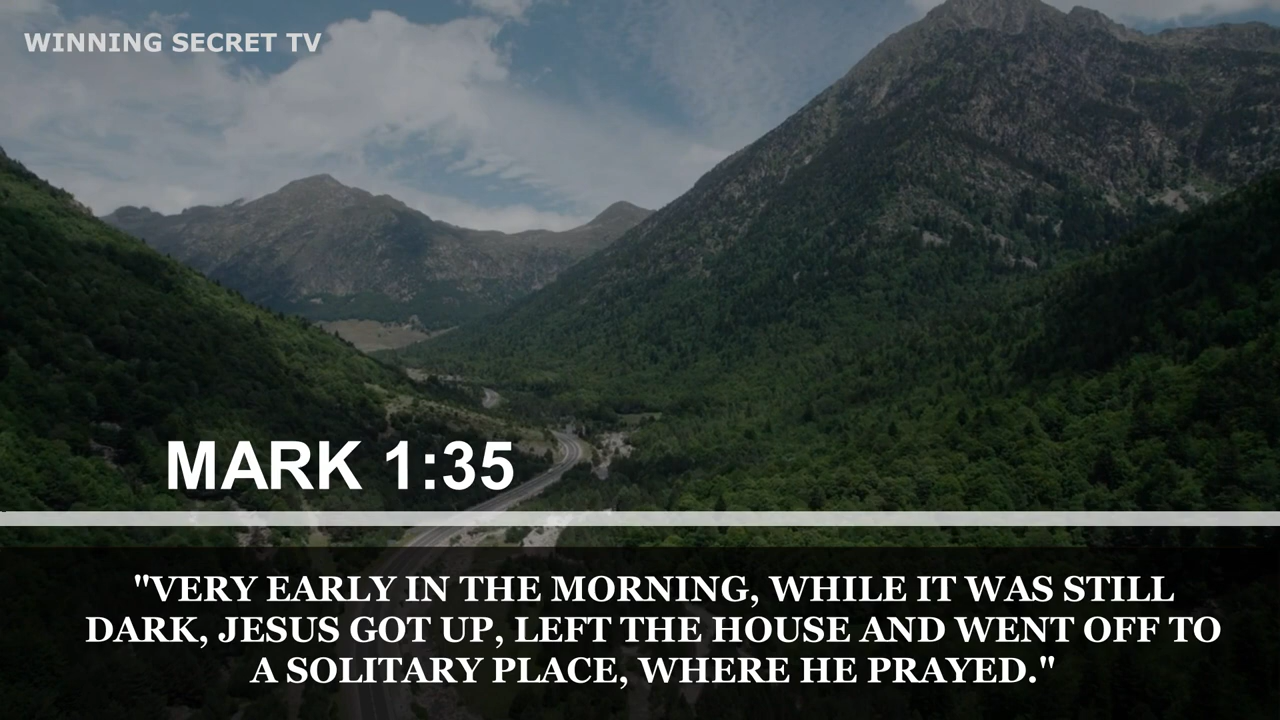 WINNING SECRET TV
MARK 1:35
"VERY EARLY IN THE MORNING, WHILE IT WAS STILL
DARK, JESUS GOT UP, LEFT THE HOUSE AND WENT OFF TO
A SOLITARY PLACE, WHERE HE PRAYED."